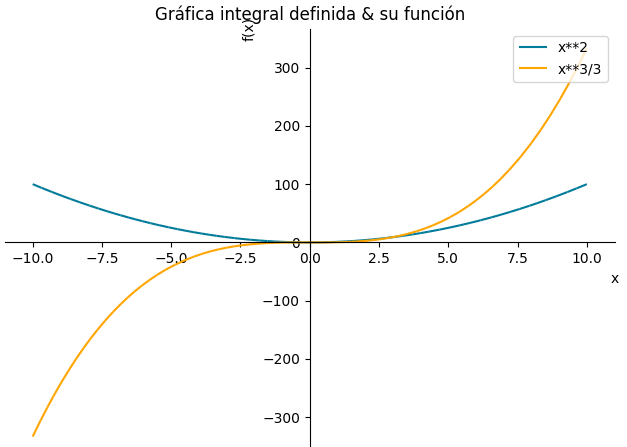 Gráfica integral definida & su función
f(x)
x**2
x**3/3
300
200
100
0
−10.0 −7.5 −5.0 −2.5 0.0 2.5 5.0 7.5 10.0
x
−100
−200
−300